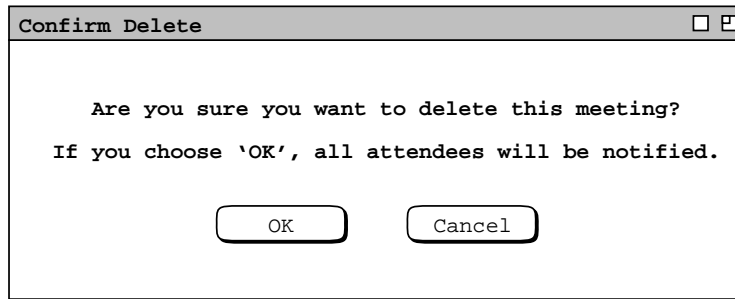 Confirm Delete
Are you sure you want to delete this meeting?
If you choose ‘OK’, all attendees will be notified.
OK
Cancel